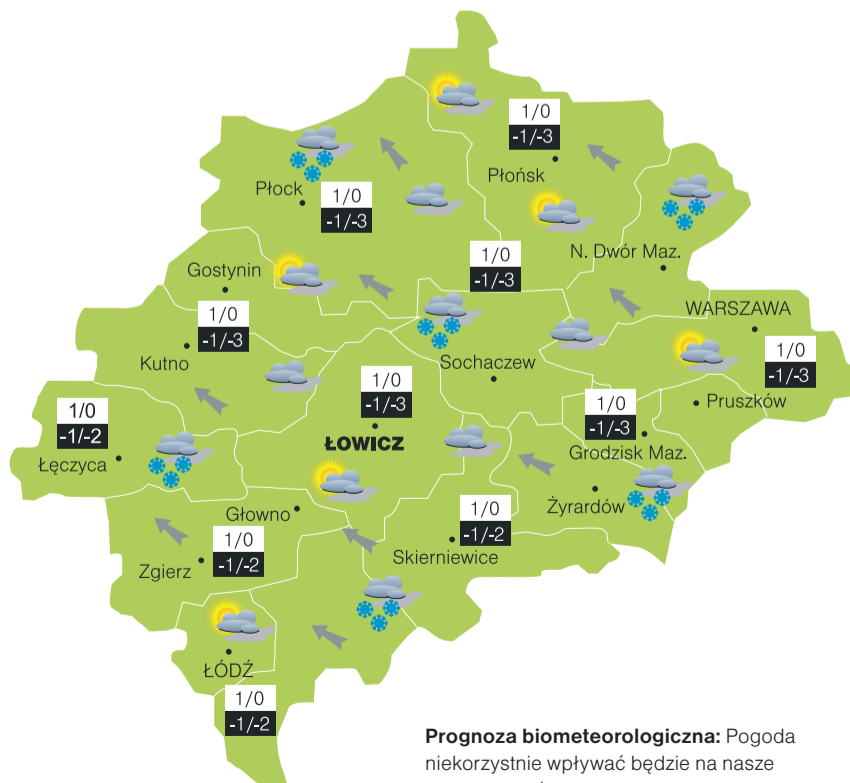 1/0
-1/-3
Płońsk
Płock
1/0
-1/-3
N. Dwór Maz.
1/0
-1/-3
Gostynin
WARSZAWA
1/0
-1/-3
Kutno
Sochaczew
1/0
-1/-3
1/0
-1/-3
Pruszków
1/0
-1/-2
1/0
-1/-3
ŁOWICZ
Grodzisk Maz.
Łęczyca
Żyrardów
Głowno
1/0
-1/-2
Skierniewice
1/0
-1/-2
Zgierz
ŁÓDŹ
1/0
-1/-2
Prognoza biometeorologiczna: Pogoda
niekorzystnie wpływać będzie na nasze